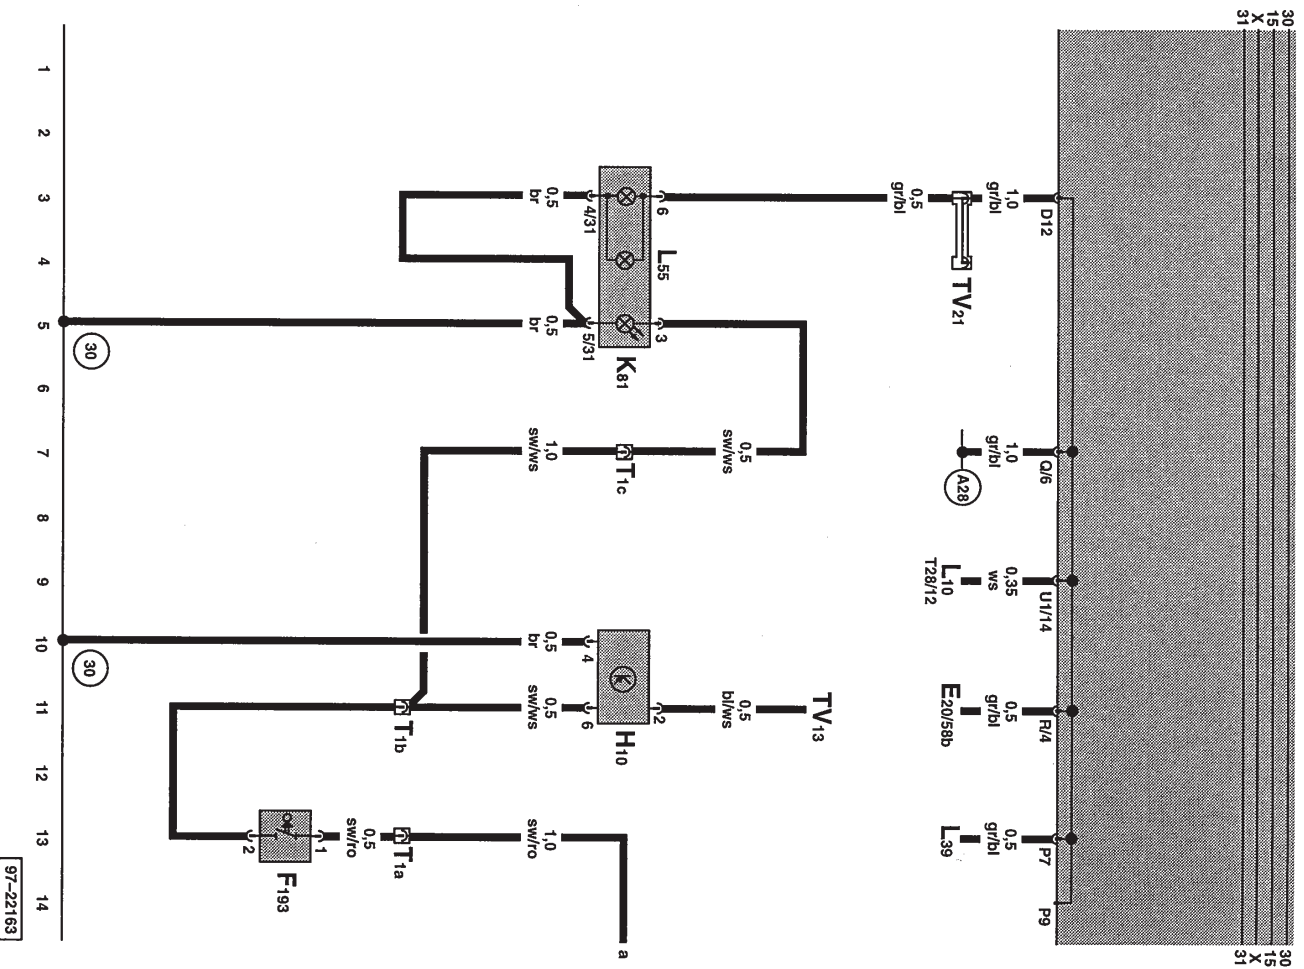 30
15
X
31
D12
Q/6
U1/14
R/4
P7
P9
1,0
gr/bl
1,0
gr/bl
0,35
ws
0,5
gr/bl
0,5
gr/bl
TV21
A28
L10
T28/12
E20/58b
L39
0,5
gr/bl
TV13
0,5
bl/ws
0,5
sw/ws
6
L55
3
K81
T1c
2
H10
K
a
4/31
5/31
4
6
0,5
br
0,5
br
1,0
sw/ws
0,5
br
0,5
sw/ws
1,0
sw/ro
T1b
T1a
0,5
sw/ro
1
2
F193
30
30
1
2
3
4
5
6
7
8
9
10
11
12
13
14
97-22163
30
15
X
31